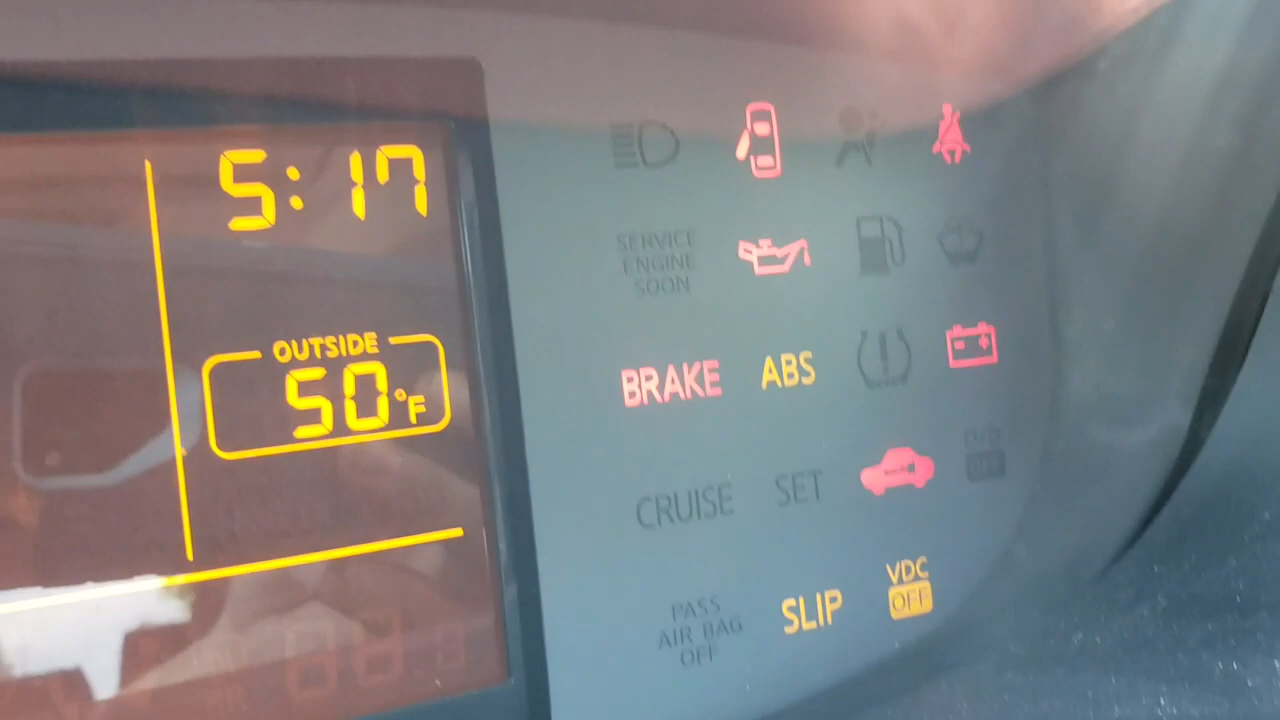 5:17
OUTSIDE
50°F
SERVICE
ENGINE
SOON
BRAKE ABS
CRUISE SET
O/D
OFF
PASS
AIR BAG
OFF
SLIP
VDC
OFF